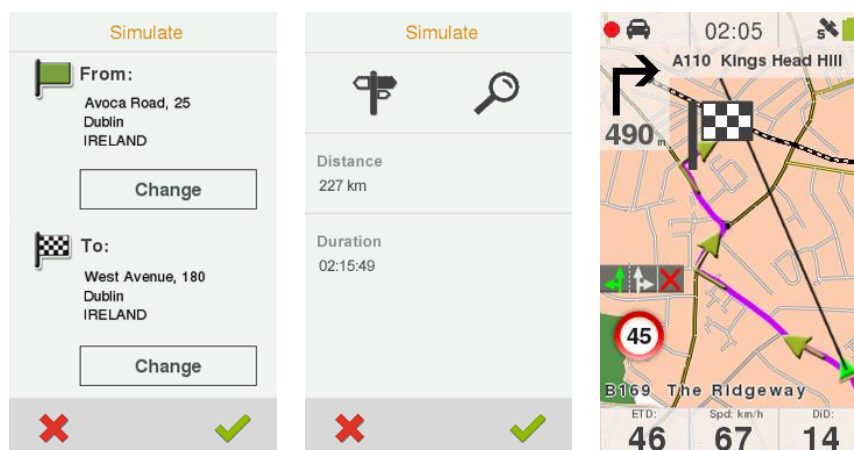 Simulate
From:
Avoca Road, 25
Dublin
IRELAND
Change
To:
West Avenue, 180
Dublin
IRELAND
Change
Simulate
Distance
227 km
Duration
02:15:49
02:05
S
A110 Kings Head Hill
490 m
45
B169 The Ridgeway
ETD: Spd: km/h DiD:
46 67 14